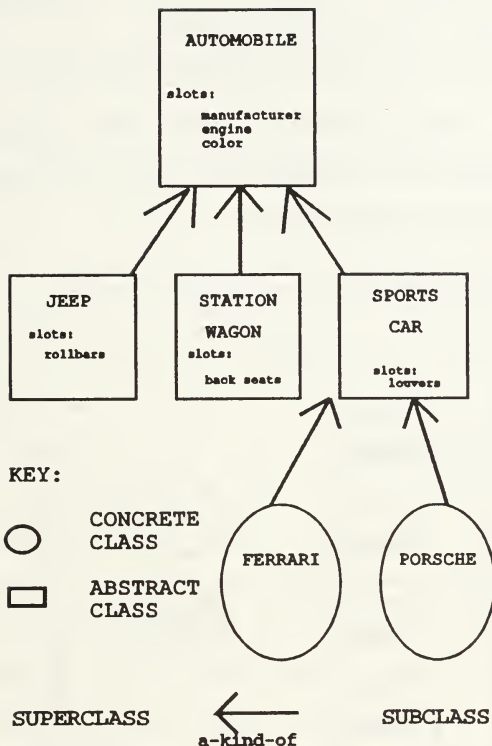 AUTOMOBILE
slots:
manufacturer
engine
color
JEEP
slots:
rollbars
STATION
WAGON
slots:
back seats
SPORTS
CAR
slots:
louvers
KEY:
CONCRETE
CLASS
ABSTRACT
CLASS
FERRARI
PORSCHE
SUPERCLASS
a-kind-of
SUBCLASS